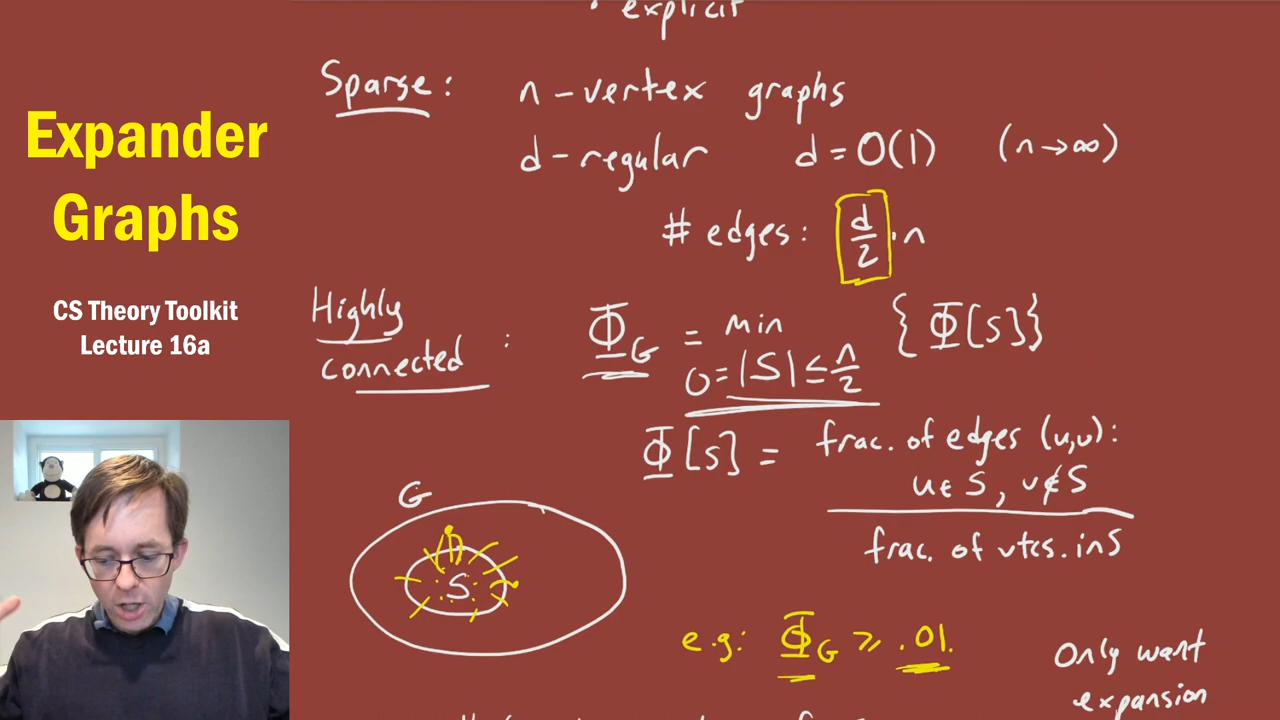 Expander
Graphs
CS Theory Toolkit
Lecture 16a
• explicit
Sparse: n-vertex graphs
d-regular d = O(1) (n→∞)
# edges: d/2 · n
Highly connected: Φ_G = min 0=|S|≤n/2 {Φ[S]}
Φ[S] = frac. of edges (u,v):
u∈S, v∉S
frac. of vtcs. in S
G
S
e.g: Φ_G ≥ .01.
Only want
expansion